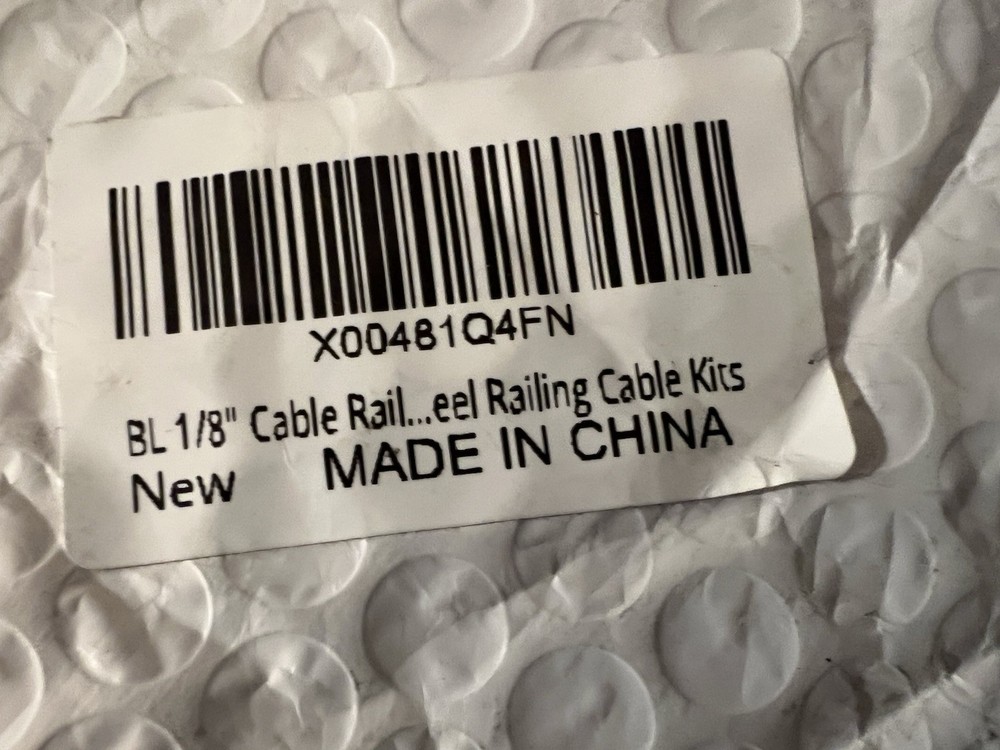 X00481Q4FN
BL 1/8" Cable Rail...eel Railing Cable Kits
New MADE IN CHINA